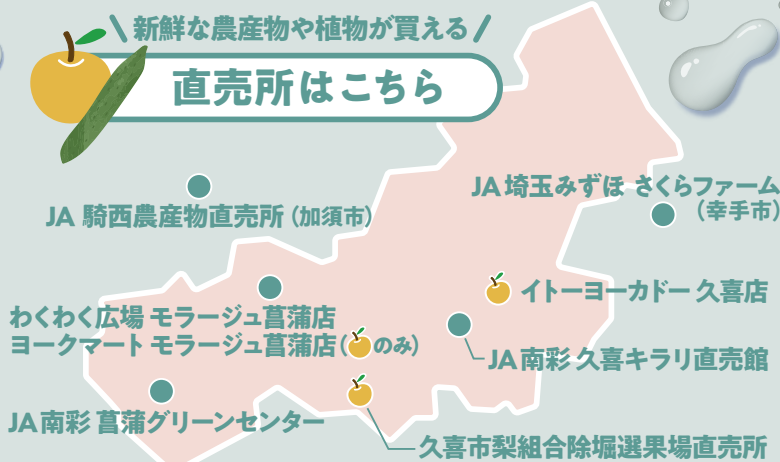 新鮮な農産物や植物が買える
直売所はこちら
JA 騎西農産物直売所（加須市）
JA埼玉みずほ さくらファーム
（幸手市）
イトーヨーカドー 久喜店
わくわく広場 モラージュ菖蒲店
ヨークマート モラージュ菖蒲店（のみ）
JA南彩 久喜キラリ直売館
JA南彩 菖蒲グリーンセンター
久喜市梨組合除堀選果場直売所